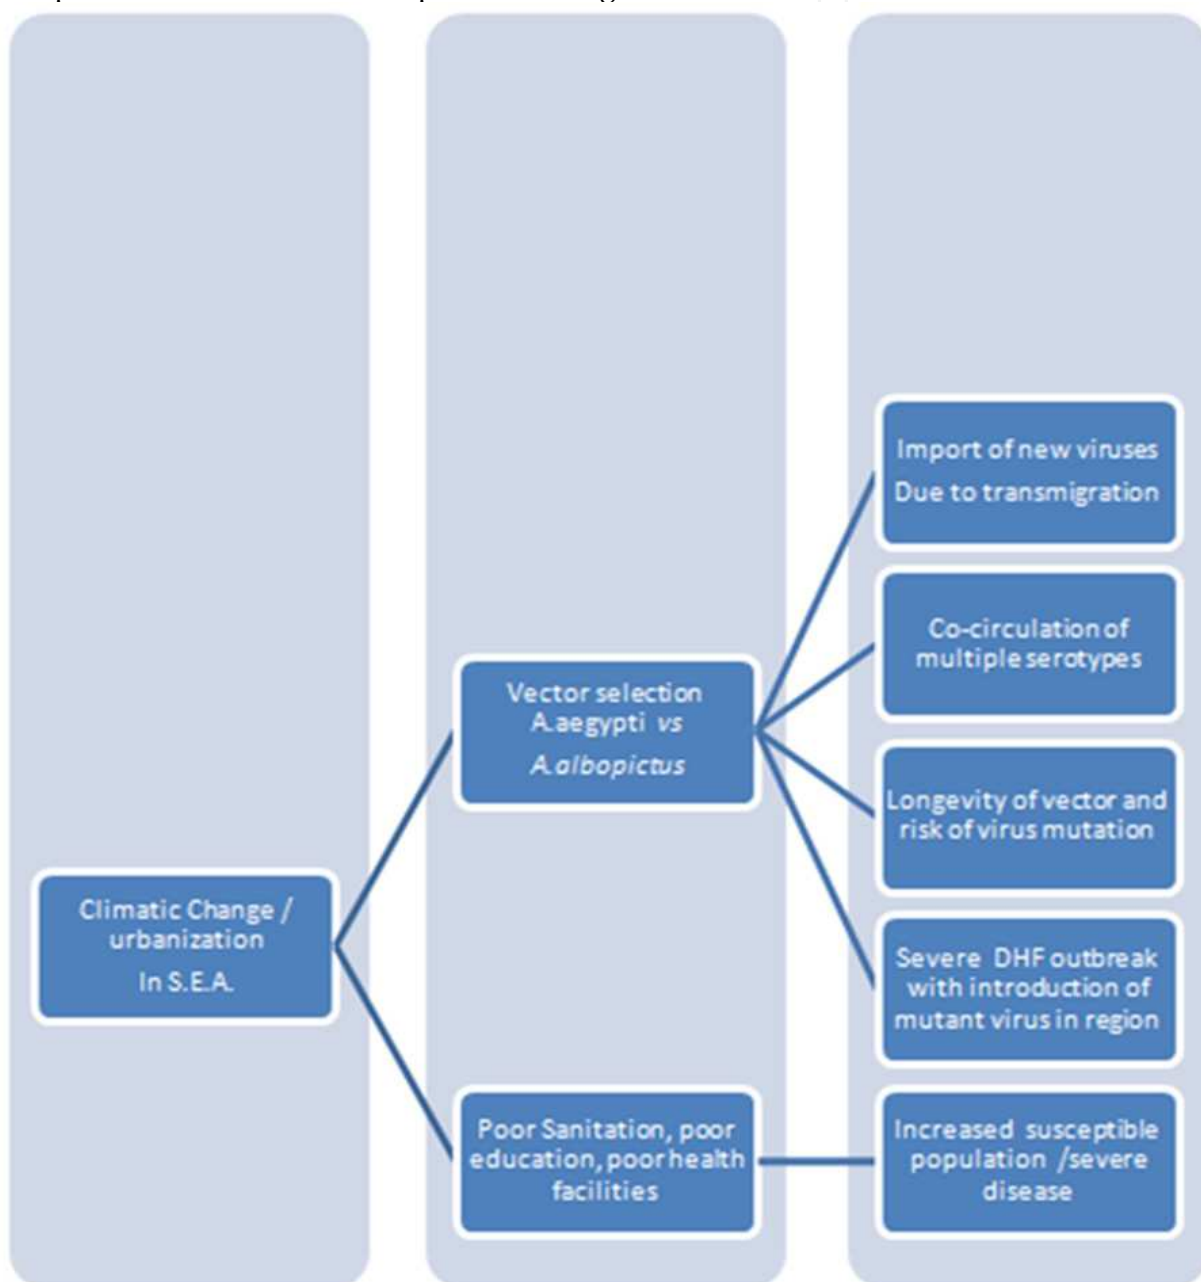 Climatic Change /
urbanization
In S.E.A.
Vector selection
A.aegypti vs
A.albopictus
Poor Sanitation, poor
education, poor health
facilities
Import of new viruses
Due to transmigration
Co-circulation of
multiple serotypes
Longevity of vector and
risk of virus mutation
Severe DHF outbreak
with introduction of
mutant virus in region
Increased susceptible
population /severe
disease